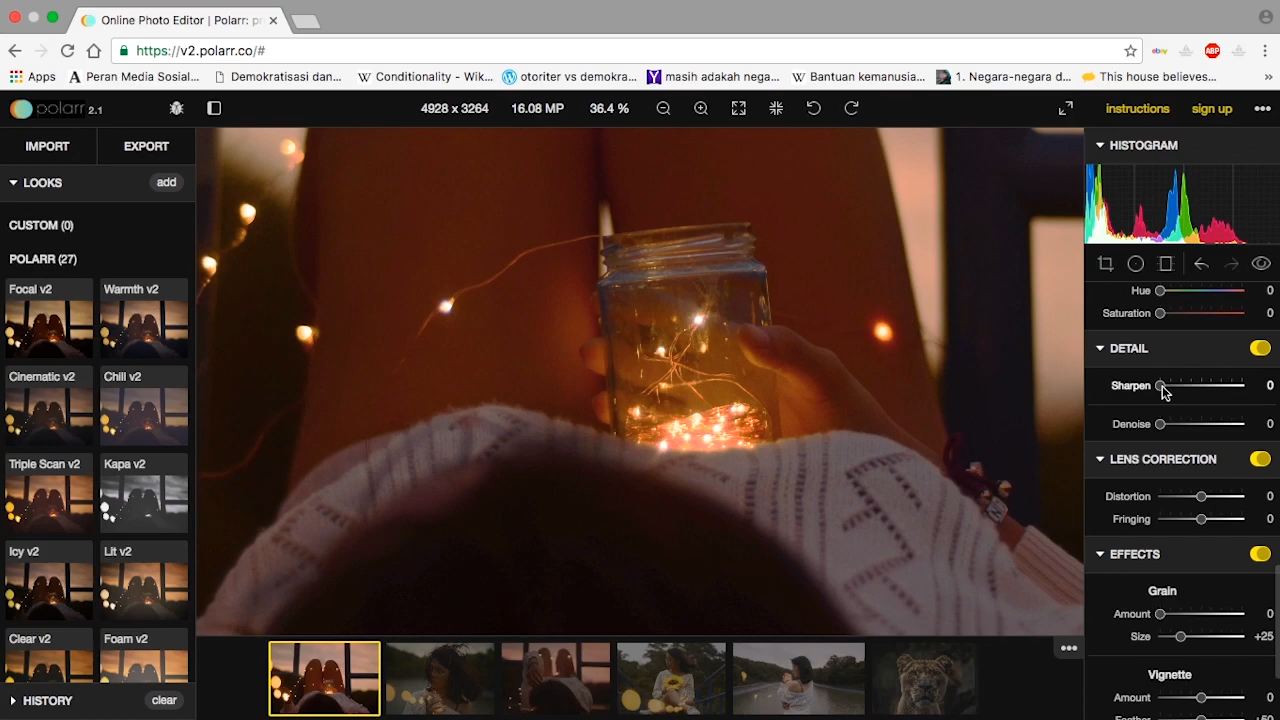 Online Photo Editor | Polarr: pr
https://v2.polarr.co/#
ebay
ABP
Apps
Peran Media Sosial...
Demokratisasi dan...
Conditionality - Wik...
otoriter vs demokra...
masih adakah nega...
Bantuan kemanusia...
1. Negara-negara d...
This house believes...
polarr 2.1
4928 x 3264
16.08 MP
36.4 %
instructions
sign up
IMPORT
EXPORT
HISTOGRAM
LOOKS
add
CUSTOM (0)
POLARR (27)
Focal v2
Warmth v2
Cinematic v2
Chill v2
Triple Scan v2
Kapa v2
Icy v2
Lit v2
Clear v2
Foam v2
HISTORY
clear
Hue 0
Saturation 0
DETAIL
Sharpen 0
Denoise 0
LENS CORRECTION
Distortion 0
Fringing 0
EFFECTS
Grain
Amount 0
Size +25
Vignette
Amount 0